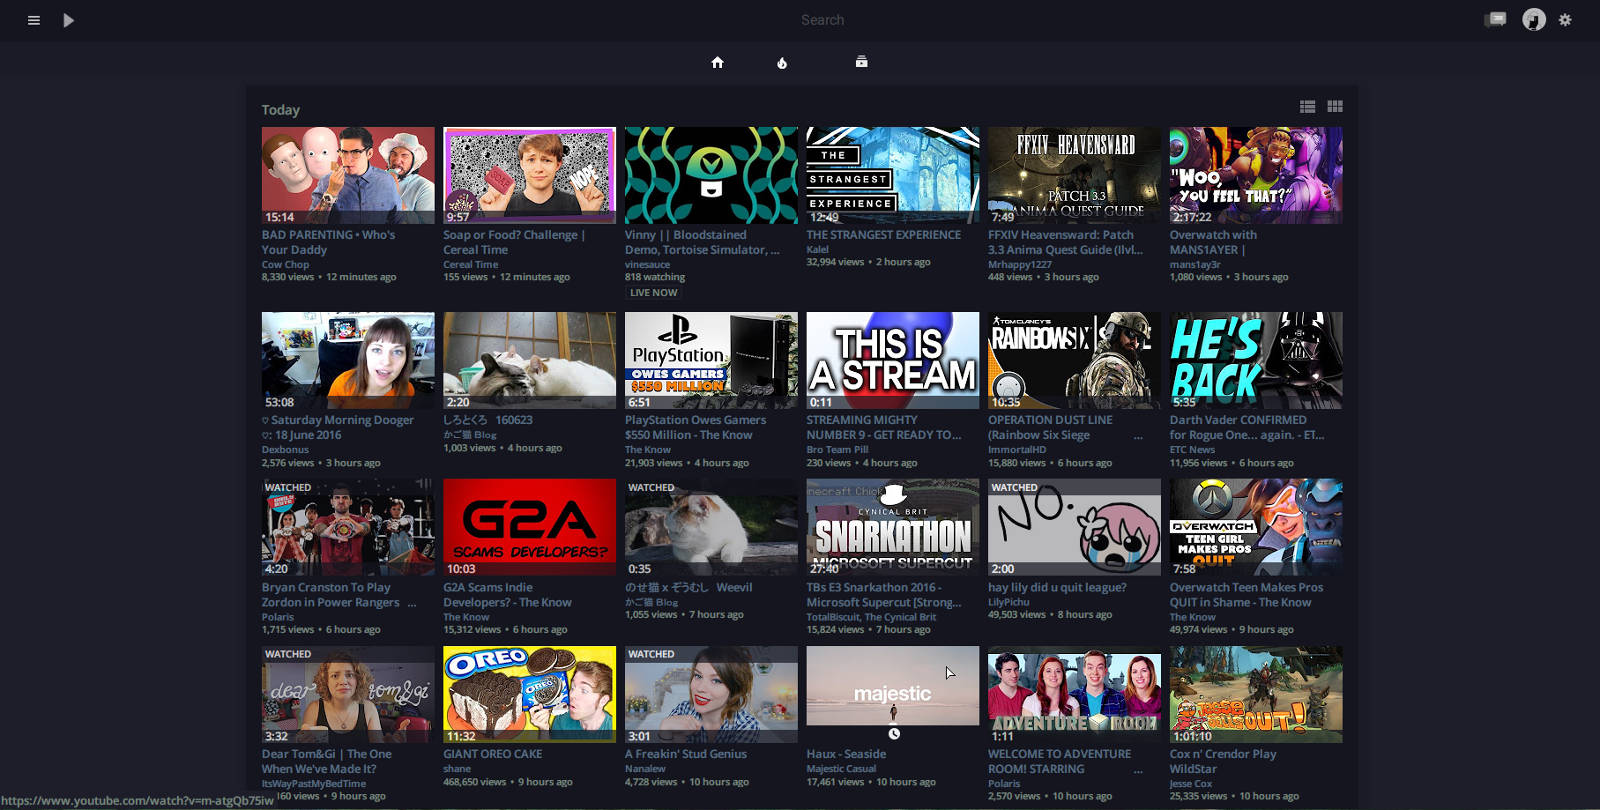 Search
Today
15:14
9:57
THE
STRANGEST
EXPERIENCE
12:49
FFXIV HEAVENSWARD
PATCH 3.3
ANIMA QUEST GUIDE
7:49
"WOO,
YOU FEEL THAT?"
2:17:22
SOAP
NOPE
BAD PARENTING • Who's
Your Daddy
Cow Chop
8,330 views • 12 minutes ago
Soap or Food? Challenge |
Cereal Time
Cereal Time
155 views • 12 minutes ago
Vinny || Bloodstained
Demo, Tortoise Simulator, ...
vinesauce
818 watching
LIVE NOW
THE STRANGEST EXPERIENCE
Kalel
32,994 views • 2 hours ago
FFXIV Heavensward: Patch
3.3 Anima Quest Guide (Ilvl...
Mrhappy1227
448 views • 3 hours ago
Overwatch with
MANS1AYER |
mans1ay3r
1,080 views • 3 hours ago
53:08
2:20
PlayStation
OWES GAMERS
$550 MILLION
6:51
THIS IS
A STREAM
0:11
TOM CLANCY'S
RAINBOWSIX
10:35
HE'S
BACK
5:35
♡ Saturday Morning Dooger
♡: 18 June 2016
Dexbonus
2,576 views • 3 hours ago
しろとくろ 160623
かご猫 Blog
1,003 views • 4 hours ago
PlayStation Owes Gamers
$550 Million - The Know
The Know
21,903 views • 4 hours ago
STREAMING MIGHTY
NUMBER 9 - GET READY TO...
Bro Team Pill
230 views • 4 hours ago
OPERATION DUST LINE
(Rainbow Six Siege ...
ImmortalHD
15,880 views • 6 hours ago
Darth Vader CONFIRMED
for Rogue One... again. - ET...
ETC News
11,956 views • 6 hours ago
WATCHED
4:20
G2A
SCAMS DEVELOPERS?
10:03
WATCHED
0:35
CYNICAL BRIT
SNARKATHON
MICROSOFT SUPERCUT
27:40
WATCHED
NO.
2:00
OVERWATCH
TEEN GIRL
MAKES PROS
QUIT
7:58
Bryan Cranston To Play
Zordon in Power Rangers ...
Polaris
1,715 views • 6 hours ago
G2A Scams Indie
Developers? - The Know
The Know
15,312 views • 6 hours ago
のせ猫 x ぞうむし Weevil
かご猫 Blog
1,055 views • 7 hours ago
TBs E3 Snarkathon 2016 -
Microsoft Supercut [Strong...
TotalBiscuit, The Cynical Brit
15,824 views • 7 hours ago
hay lily did u quit league?
LilyPichu
49,503 views • 8 hours ago
Overwatch Teen Makes Pros
QUIT in Shame - The Know
The Know
49,974 views • 9 hours ago
WATCHED
dear tom&gi
3:32
OREO
OREO
11:32
WATCHED
3:01
majestic
ADVENTURE ROOM
1:11
OUT!
1:01:10
Dear Tom&Gi | The One
When We've Made It?
ItsWayPastMyBedTime
160 views • 9 hours ago
GIANT OREO CAKE
shane
468,650 views • 9 hours ago
A Freakin' Stud Genius
Nanalew
4,728 views • 10 hours ago
Haux - Seaside
Majestic Casual
17,461 views • 10 hours ago
WELCOME TO ADVENTURE
ROOM! STARRING ...
Polaris
2,570 views • 10 hours ago
Cox n' Crendor Play
WildStar
Jesse Cox
25,335 views • 10 hours ago
https://www.youtube.com/watch?v=m-atgQb75iw